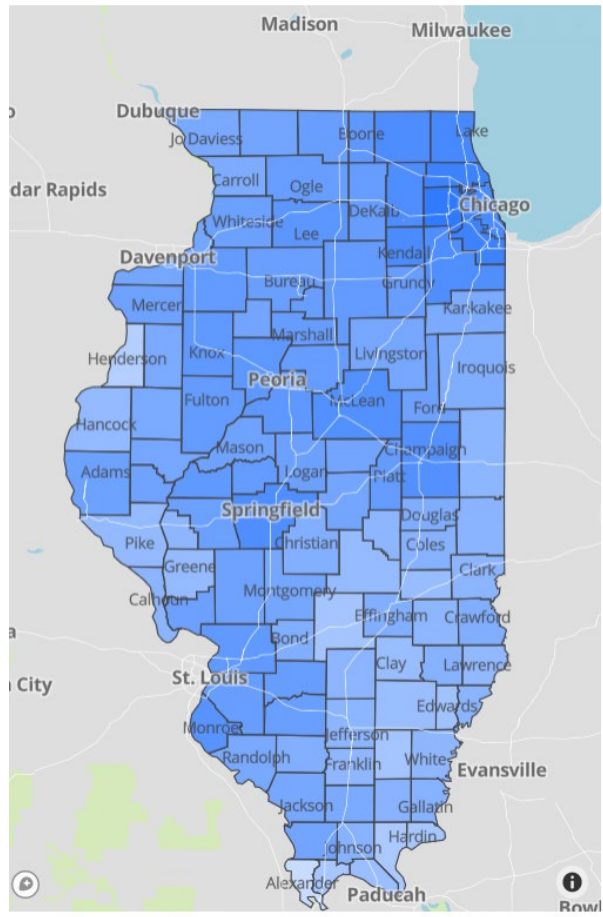 Madison
Milwaukee
Dubuque
Jo Daviess
Boone
Lake
dar Rapids
Carroll
Ogle
Whiteside
DeKalb
Chicago
Lee
Davenport
Kendall
Bureau
Grundy
Mercer
Kankakee
Marshall
Henderson
Knox
Livingston
Iroquois
Peoria
Fulton
McLean
Ford
Hancock
Mason
Champaign
Adams
Logan
Piatt
Springfield
Douglas
Pike
Christian
Coles
Greene
Clark
Calhoun
Montgomery
Effingham
Crawford
Bond
Clay
Lawrence
St. Louis
City
Edwards
Monroe
Jefferson
Randolph
Franklin
White
Evansville
Jackson
Gallatin
Hardin
Johnson
Alexander
Paducah
i
Bowl